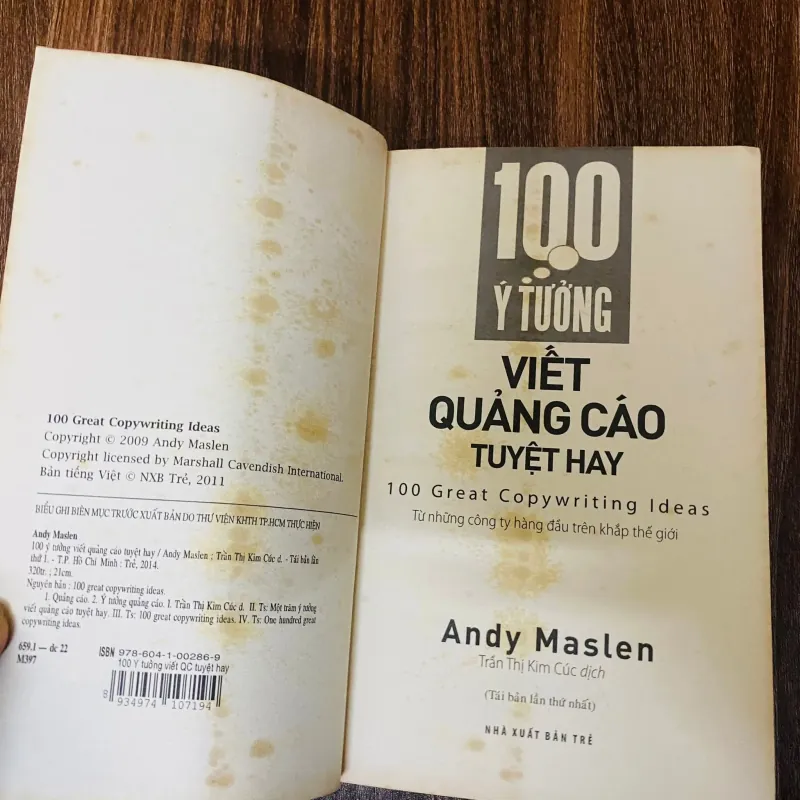 100 Great Copywriting Ideas
Copyright © 2009 Andy Maslen
Copyright licensed by Marshall Cavendish International.
Bản tiếng Việt © NXB Trẻ, 2011
BIỂU GHI BIÊN MỤC TRƯỚC XUẤT BẢN DO THƯ VIỆN KHTH TP.HCM THỰC HIỆN
Andy Maslen
100 ý tưởng viết quảng cáo tuyệt hay / Andy Maslen ; Trần Thị Kim Cúc d. - Tái bản lần
thứ 1. - T.P. Hồ Chí Minh : Trẻ, 2014.
320tr. ; 21cm.
Nguyên bản : 100 great copywriting ideas.
1. Quảng cáo. 2. Ý tưởng quảng cáo. I. Trần Thị Kim Cúc d. II. Ts: Một trăm ý tưởng
viết quảng cáo tuyệt hay. III. Ts: 100 great copywriting ideas. IV. Ts: One hundred great
copywriting ideas.
659.1 - dc 22
M397
ISBN 978-604-1-00286-9
100 Ý tưởng viết QC tuyệt hay
8 934974 107194
100
Ý TƯỞNG
VIẾT
QUẢNG CÁO
TUYỆT HAY
100 Great Copywriting Ideas
Từ những công ty hàng đầu trên khắp thế giới
Andy Maslen
Trần Thị Kim Cúc dịch
(Tái bản lần thứ nhất)
NHÀ XUẤT BẢN TRẺ